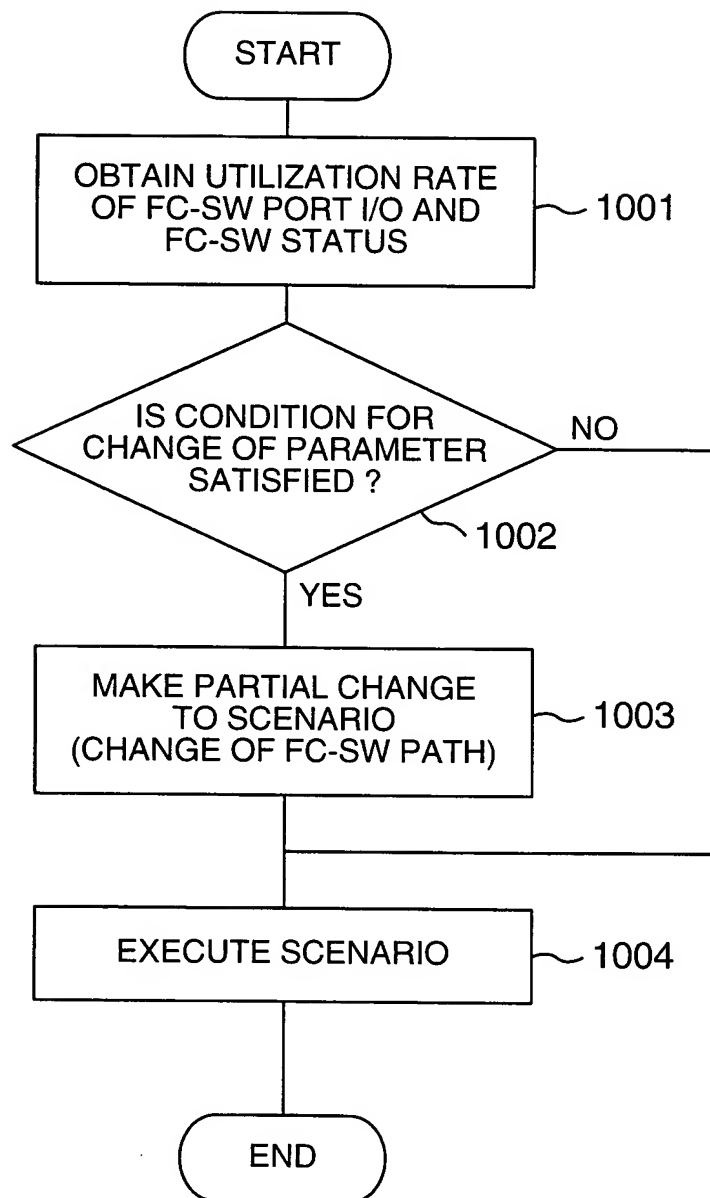 START
OBTAIN UTILIZATION RATE
OF FC-SW PORT I/O AND
FC-SW STATUS
1001
IS CONDITION FOR
CHANGE OF PARAMETER
SATISFIED ?
NO
1002
YES
MAKE PARTIAL CHANGE
TO SCENARIO
(CHANGE OF FC-SW PATH)
1003
EXECUTE SCENARIO
1004
END